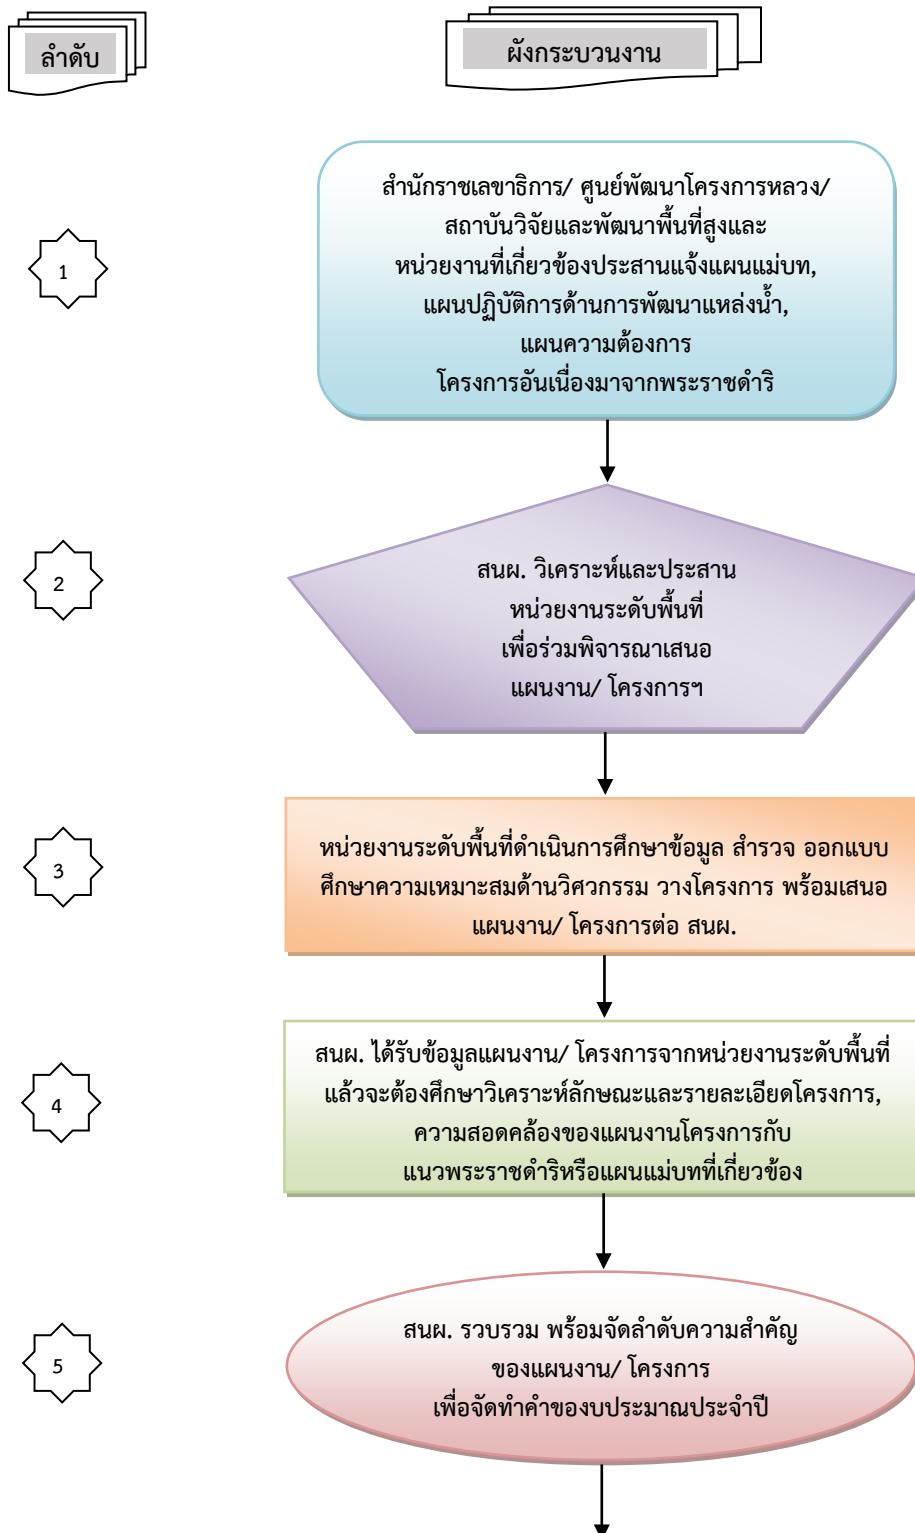 ลำดับ
ผังกระบวนงาน
1
สำนักราชเลขาธิการ/ ศูนย์พัฒนาโครงการหลวง/
สถาบันวิจัยและพัฒนาพื้นที่สูงและ
หน่วยงานที่เกี่ยวข้องประสานแจ้งแผนแม่บท,
แผนปฏิบัติการด้านการพัฒนาแหล่งน้ำ,
แผนความต้องการ
โครงการอันเนื่องมาจากพระราชดำริ
2
สนผ. วิเคราะห์และประสาน
หน่วยงานระดับพื้นที่
เพื่อร่วมพิจารณาเสนอ
แผนงาน/ โครงการฯ
3
หน่วยงานระดับพื้นที่ดำเนินการศึกษาข้อมูล สำรวจ ออกแบบ
ศึกษาความเหมาะสมด้านวิศวกรรม วางโครงการ พร้อมเสนอ
แผนงาน/ โครงการต่อ สนผ.
4
สนผ. ได้รับข้อมูลแผนงาน/ โครงการจากหน่วยงานระดับพื้นที่
แล้วจะต้องศึกษาวิเคราะห์ลักษณะและรายละเอียดโครงการ,
ความสอดคล้องของแผนงานโครงการกับ
แนวพระราชดำริหรือแผนแม่บทที่เกี่ยวข้อง
5
สนผ. รวบรวม พร้อมจัดลำดับความสำคัญ
ของแผนงาน/ โครงการ
เพื่อจัดทำคำของบประมาณประจำปี